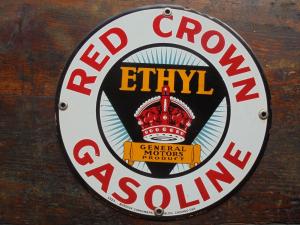 RED CROWN
ETHYL
GENERAL
MOTORS
PRODUCT
GASOLINE